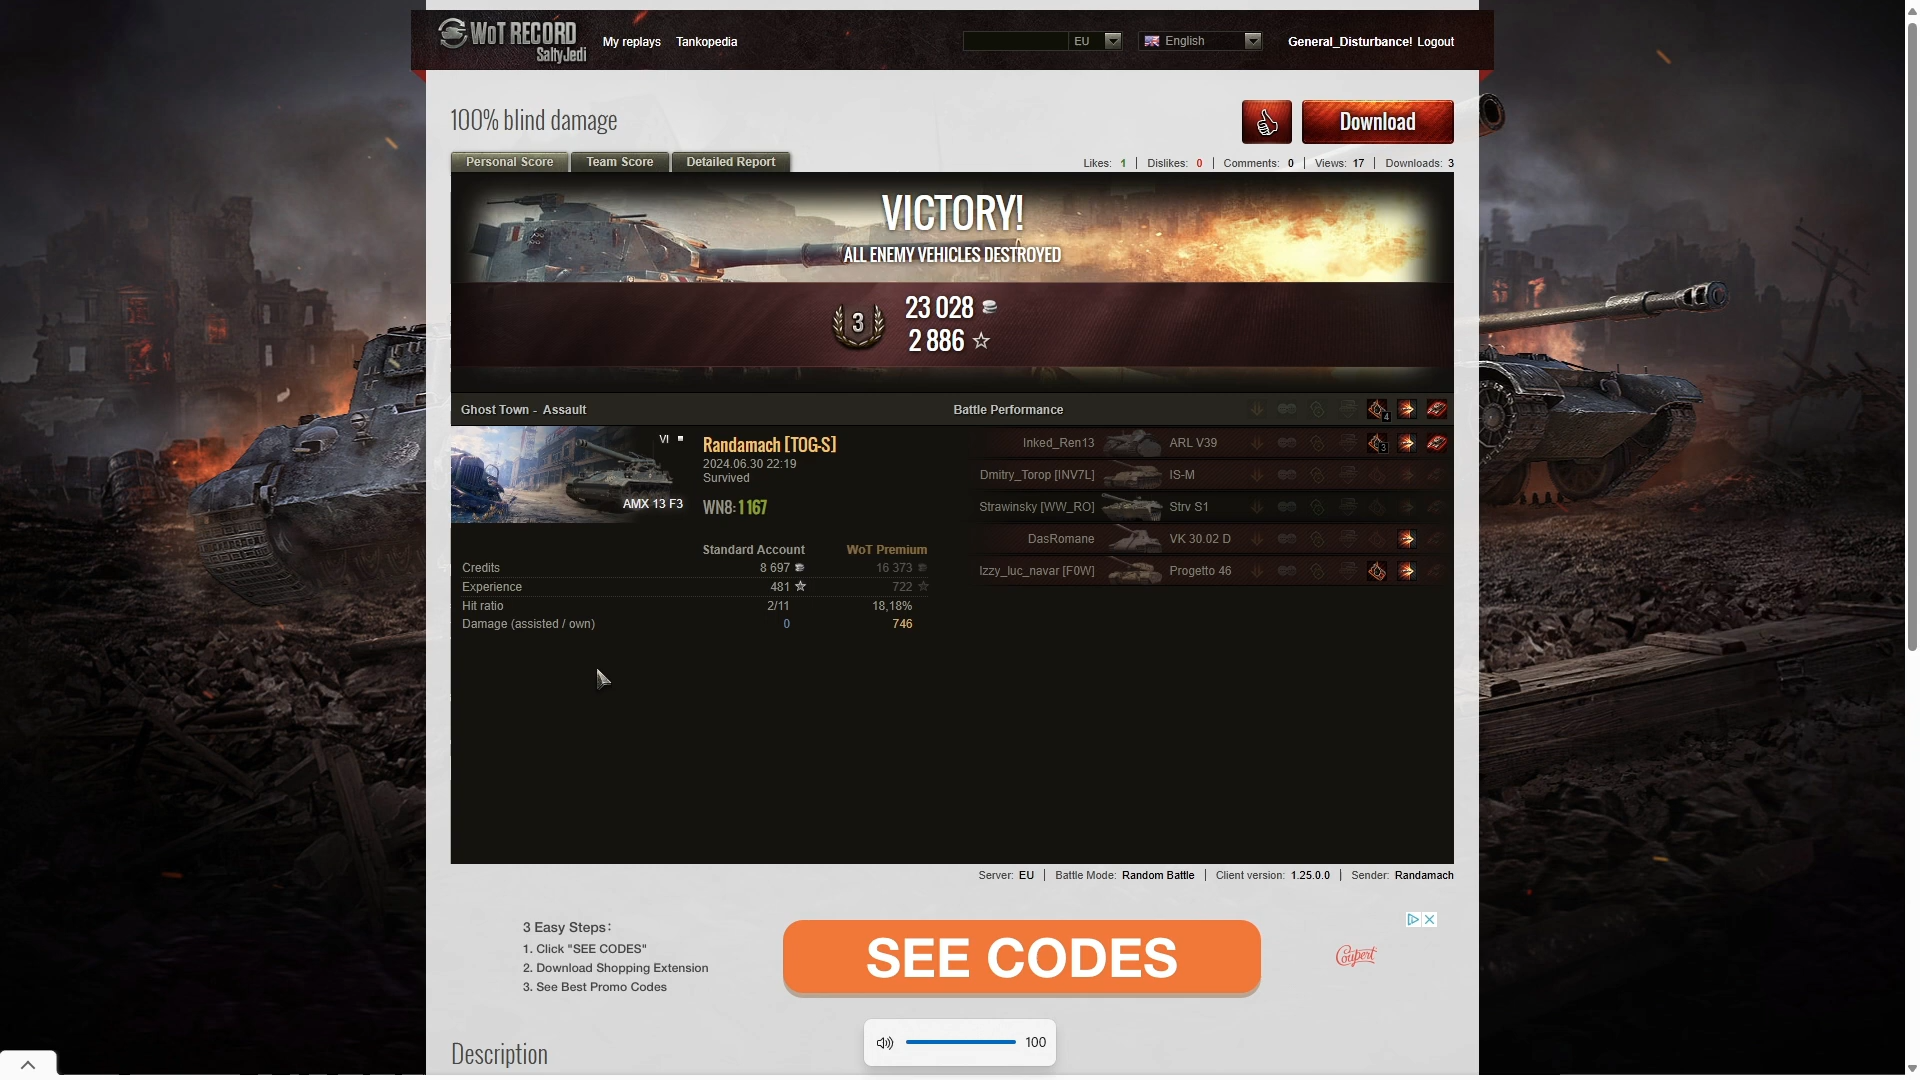 WoT RECORD
SaltyJedi
My replays
Tankopedia
EU
English
General_Disturbance! Logout
100% blind damage
Download
Personal Score
Team Score
Detailed Report
Likes: 1 | Dislikes: 0 | Comments: 0 | Views: 17 | Downloads: 3
VICTORY!
ALL ENEMY VEHICLES DESTROYED
3
23 028
2 886
Ghost Town - Assault
Battle Performance
4
VI
AMX 13 F3
Randamach [TOG-S]
2024.06.30 22:19
Survived
WN8: 1 167
Standard Account
WoT Premium
Credits 8 697 16 373
Experience 481 722
Hit ratio 2/11 18,18%
Damage (assisted / own) 0 746
Inked_Ren13 ARL V39 3
Dmitry_Torop [INV7L] IS-M
Strawinsky [WW_RO] Strv S1
DasRomane VK 30.02 D
Izzy_luc_navar [F0W] Progetto 46
Server: EU | Battle Mode: Random Battle | Client version: 1.25.0.0 | Sender: Randamach
3 Easy Steps:
1. Click "SEE CODES"
2. Download Shopping Extension
3. See Best Promo Codes
SEE CODES
Coupert
Description
100